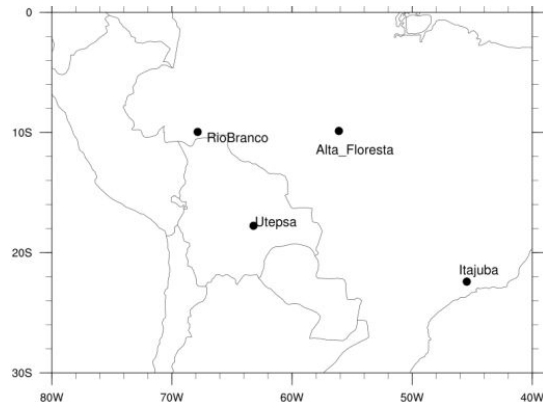 0
10S
RioBranco
Alta_Floresta
Utepsa
20S
Itajuba
30S
80W 70W 60W 50W 40W